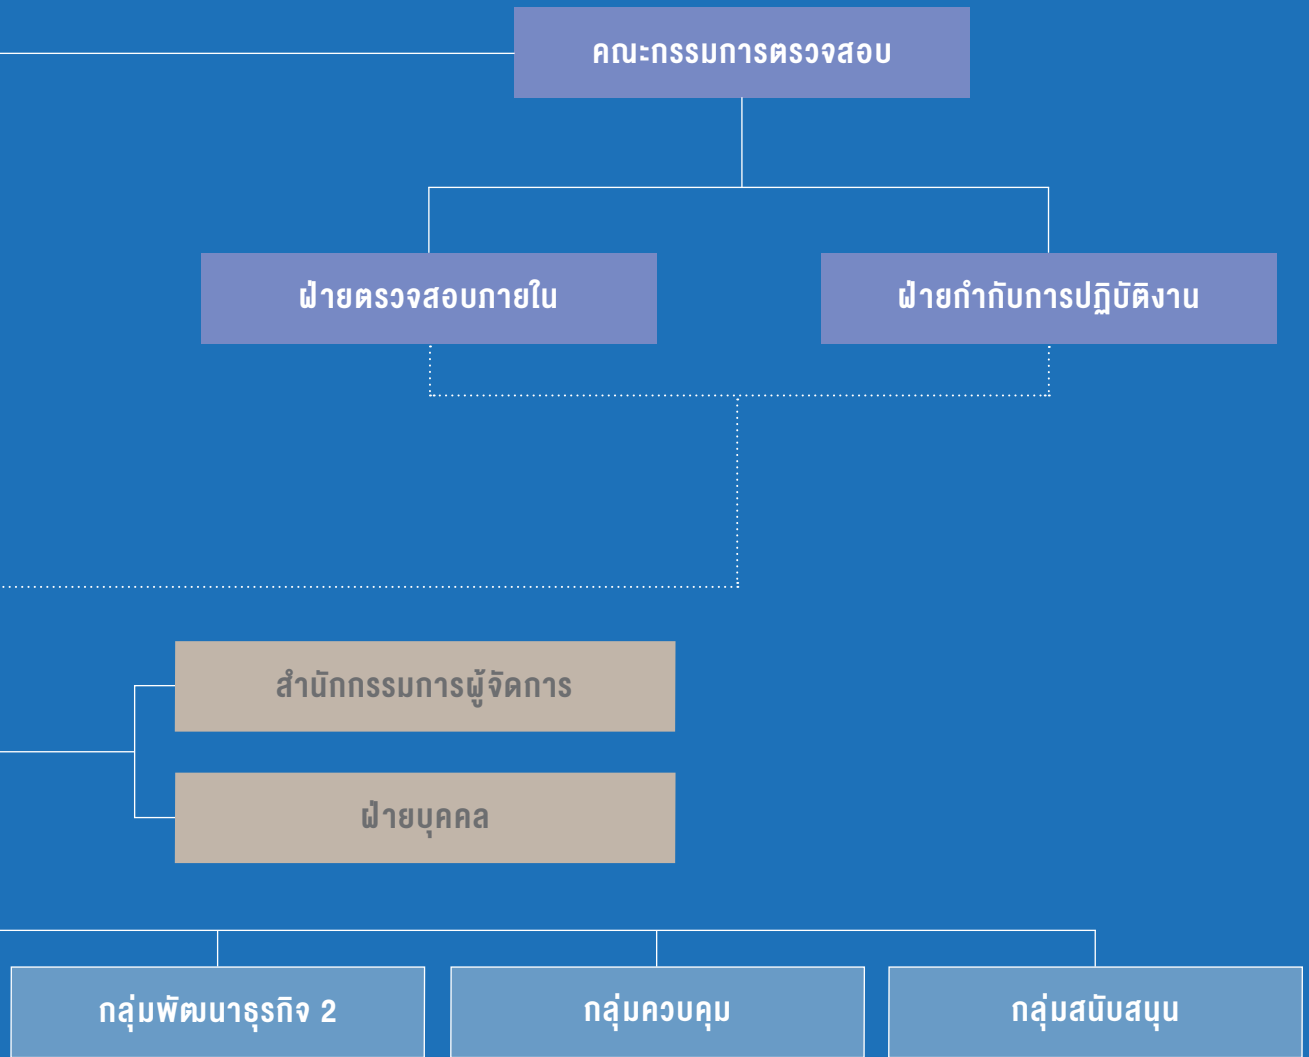 คณะกรรมการตรวจสอบ
ฝ่ายตรวจสอบภายใน
ฝ่ายกำกับการปฏิบัติงาน
สำนักกรรมการผู้จัดการ
ฝ่ายบุคคล
กลุ่มพัฒนาธุรกิจ 2
กลุ่มควบคุม
กลุ่มสนับสนุน